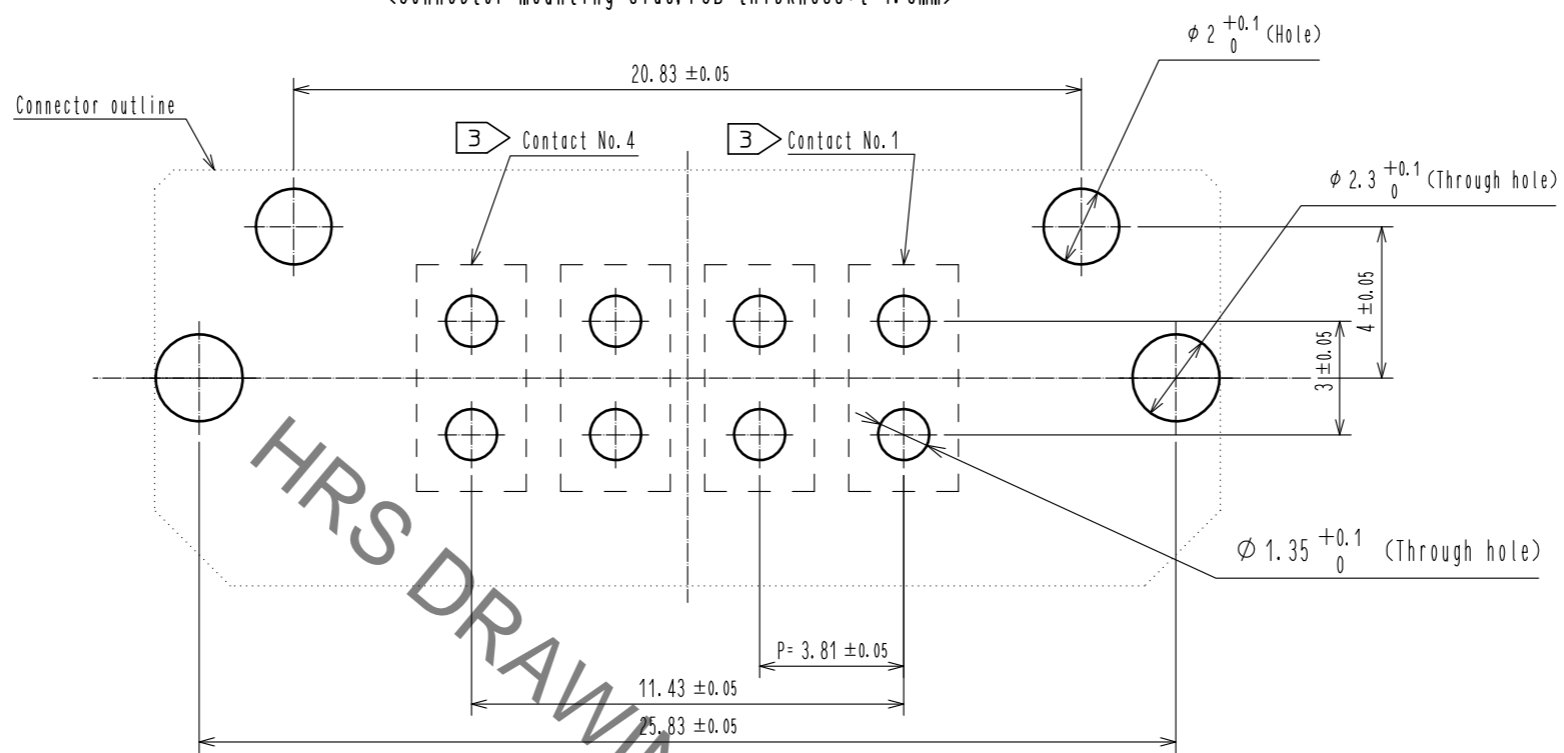 20.83 ±0.05
φ 2 +0.1 0 (Hole)
Connector outline
3 Contact No.4
3 Contact No.1
φ 2.3 +0.1 0 (Through hole)
4 ±0.05
3 ±0.05
φ 1.35 +0.1 0 (Through hole)
P= 3.81 ±0.05
11.43 ±0.05
25.83 ±0.05
HRS DRAWIN